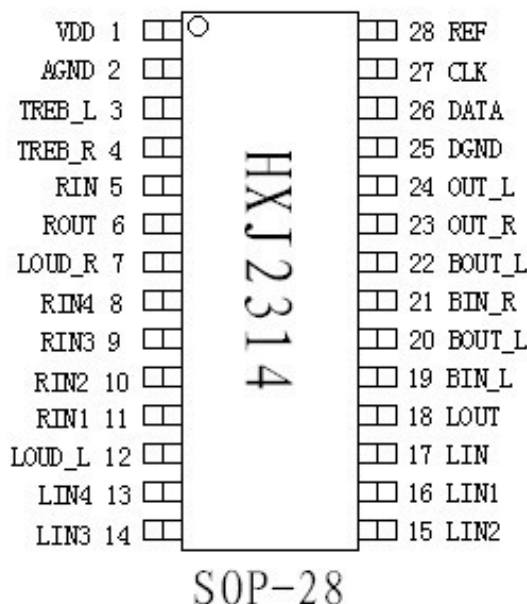 VDD 1
AGND 2
TREB_L 3
TREB_R 4
RIN 5
ROUT 6
LOUD_R 7
RIN4 8
RIN3 9
RIN2 10
RIN1 11
LOUD_L 12
LIN4 13
LIN3 14
HXJ2314
28 REF
27 CLK
26 DATA
25 DGND
24 OUT_L
23 OUT_R
22 BOUT_L
21 BIN_R
20 BOUT_L
19 BIN_L
18 LOUT
17 LIN
16 LIN1
15 LIN2
SOP-28